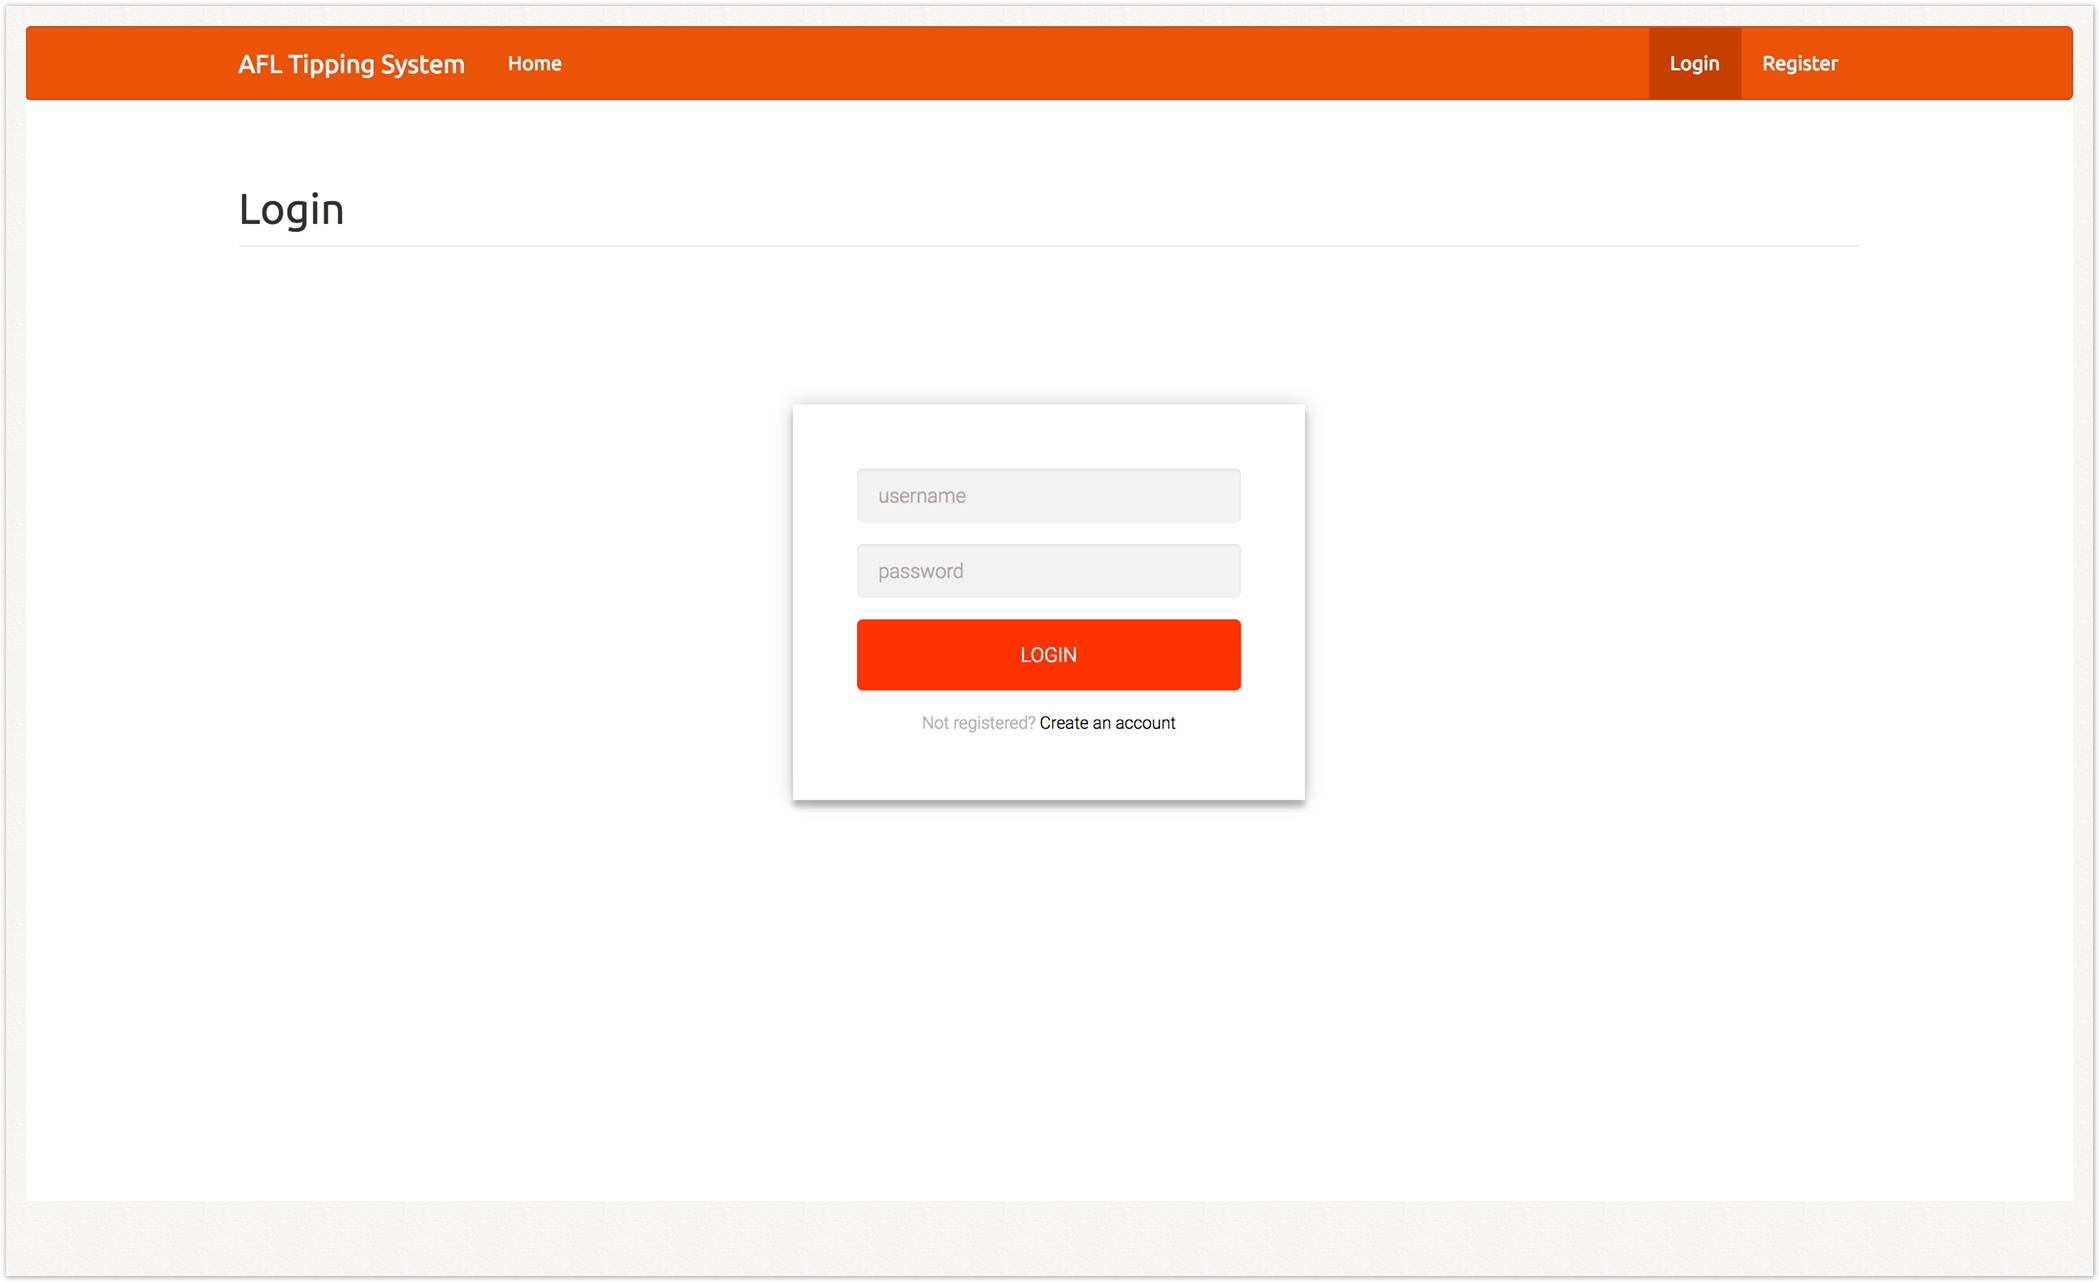 AFL Tipping System Home Login Register
Login
username
password
LOGIN
Not registered? Create an account